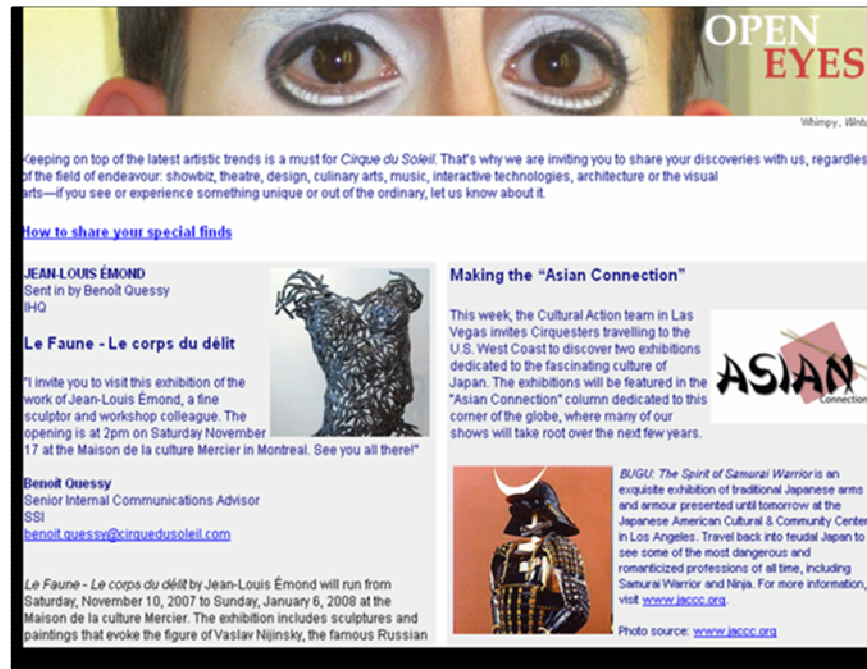 OPEN
EYES
Whimpy,
Keeping on top of the latest artistic trends is a must for Cirque du Soleil. That's why we are inviting you to share your discoveries with us, regardles
of the field of endeavour: showbiz, theatre, design, culinary arts, music, interactive technologies, architecture or the visual
arts—if you see or experience something unique or out of the ordinary, let us know about it.
How to share your special finds
JEAN-LOUIS ÉMOND
Sent in by Benoît Quessy
IHQ
Le Faune - Le corps du délit
"I invite you to visit this exhibition of the
work of Jean-Louis Émond, a fine
sculptor and workshop colleague. The
opening is at 2pm on Saturday November
17 at the Maison de la culture Mercier in Montreal. See you all there!"
Benoit Quessy
Senior Internal Communications Advisor
SSI
benoit.quessy@cirquedusoleil.com
Le Faune - Le corps du délit by Jean-Louis Émond will run from
Saturday, November 10, 2007 to Sunday, January 6, 2008 at the
Maison de la culture Mercier. The exhibition includes sculptures and
paintings that evoke the figure of Vaslav Nijinsky, the famous Russian
Making the "Asian Connection"
This week, the Cultural Action team in Las
Vegas invites Cirquesters travelling to the
U.S. West Coast to discover two exhibitions
dedicated to the fascinating culture of
Japan. The exhibitions will be featured in the
"Asian Connection" column dedicated to this
corner of the globe, where many of our
shows will take root over the next few years.
ASIAN
Connection
BUGU: The Spirit of Samurai Warrior is an
exquisite exhibition of traditional Japanese arms
and armour presented until tomorrow at the
Japanese American Cultural & Community Center
in Los Angeles. Travel back into feudal Japan to
see some of the most dangerous and
romanticized professions of all time, including
Samurai Warrior and Ninja. For more information,
visit www.jaccc.org.
Photo source: www.jaccc.org